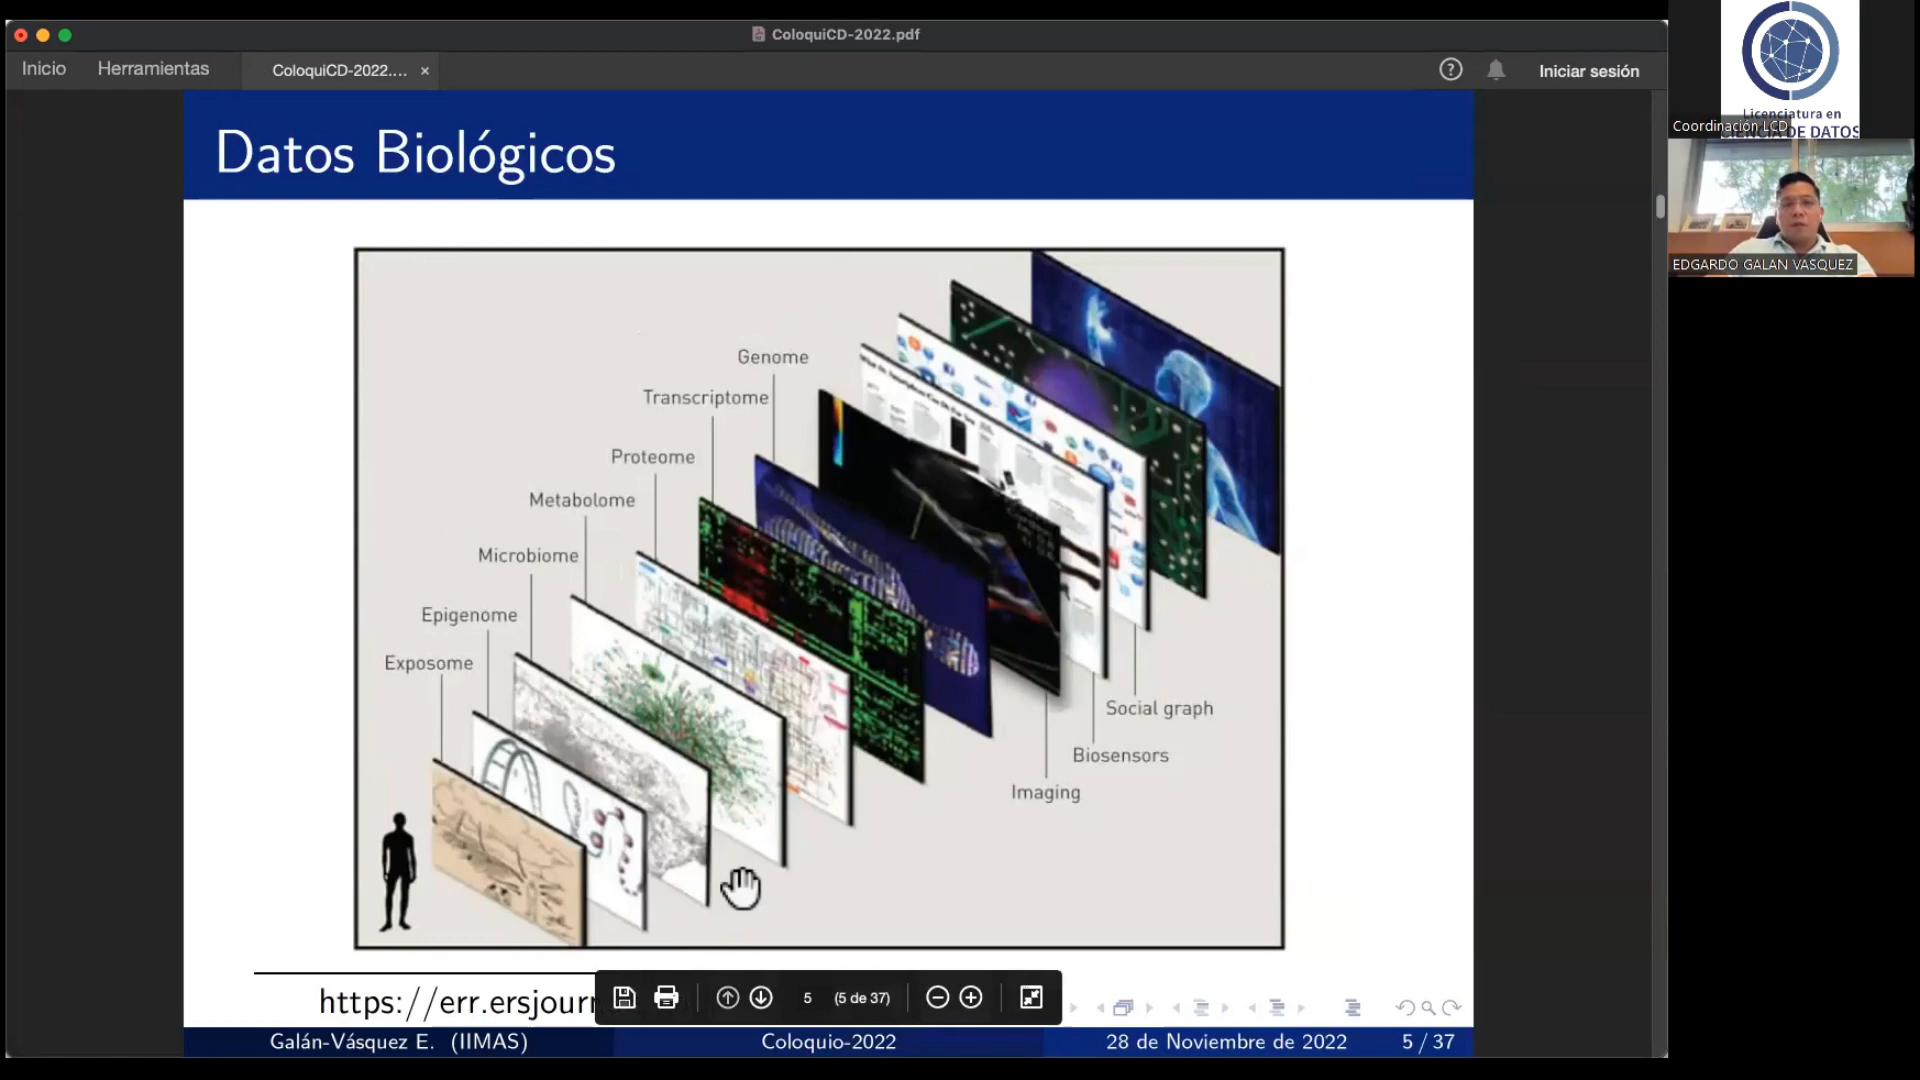 ColoquiCD-2022.pdf
Inicio
Herramientas
ColoquiCD-2022.... ×
Iniciar sesión
Datos Biológicos
Genome
Transcriptome
Proteome
Metabolome
Microbiome
Epigenome
Exposome
Social graph
Biosensors
Imaging
https://err.ersjourn
5 (5 de 37)
Galán-Vásquez E. (IIMAS)
Coloquio-2022
28 de Noviembre de 2022
5 / 37
Licenciatura en
CIENCIA DE DATOS
Coordinación LCD
EDGARDO GALAN VASQUEZ